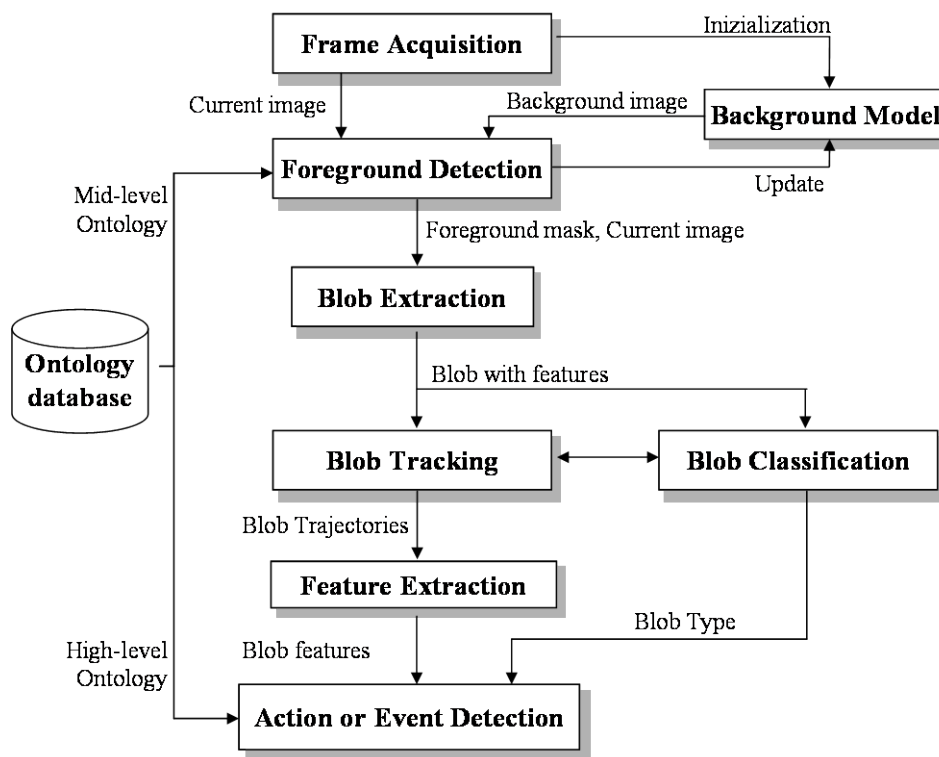 Frame Acquisition
Inizialization
Current image
Background image
Background Model
Foreground Detection
Update
Mid-level
Ontology
Foreground mask, Current image
Blob Extraction
Ontology
database
Blob with features
Blob Tracking
Blob Classification
Blob Trajectories
Feature Extraction
Blob Type
High-level
Ontology
Blob features
Action or Event Detection